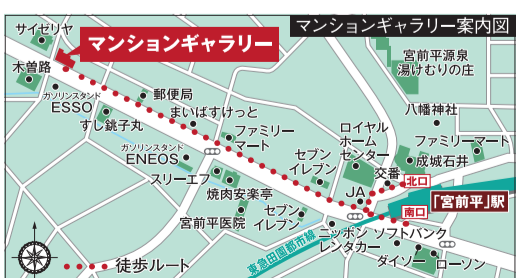 マンションギャラリー案内図
サイゼリヤ
マンションギャラリー
木曽路
宮前平源泉
湯けむりの庄
ガソリンスタンド
ESSO
郵便局
まいばすけっと
八幡神社
すし銚子丸
ファミリー
マート
ロイヤル
ホーム
センター
ファミリーマート
ガソリンスタンド
ENEOS
セブン
イレブン
成城石井
交番
北口
スリーエフ
焼肉安楽亭
JA
「宮前平」駅
南口
宮前平医院
セブン
イレブン
ニッポン
レンタカー
ソフトバンク
東急田園都市線
ダイソー
ローソン
徒歩ルート